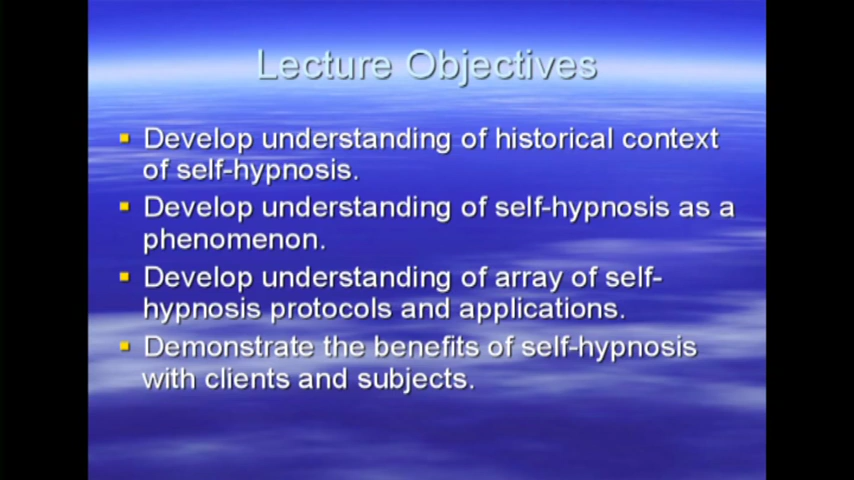 Lecture Objectives
Develop understanding of historical context
of self-hypnosis.
Develop understanding of self-hypnosis as a
phenomenon.
Develop understanding of array of self-
hypnosis protocols and applications.
Demonstrate the benefits of self-hypnosis
with clients and subjects.